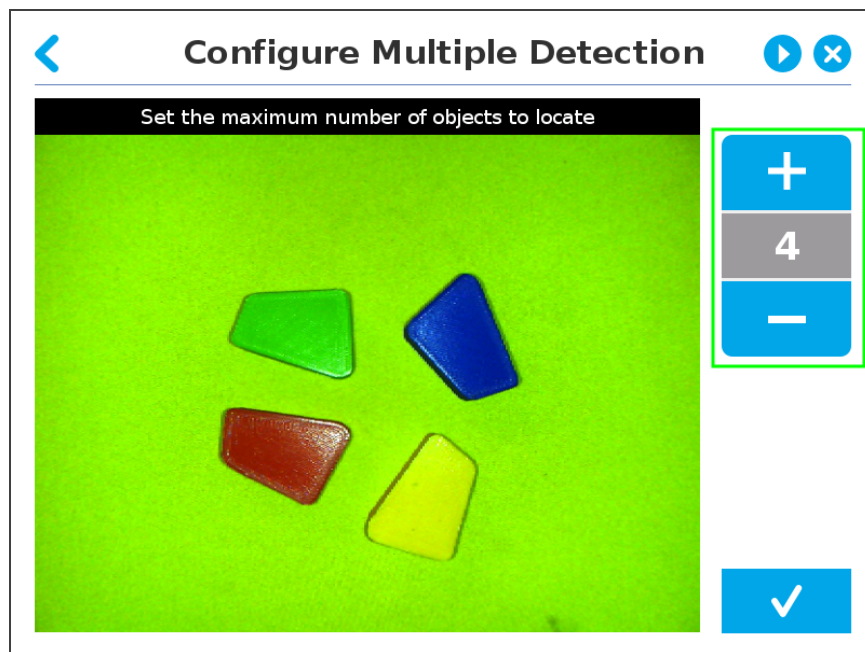 Configure Multiple Detection
Set the maximum number of objects to locate
+
4
−